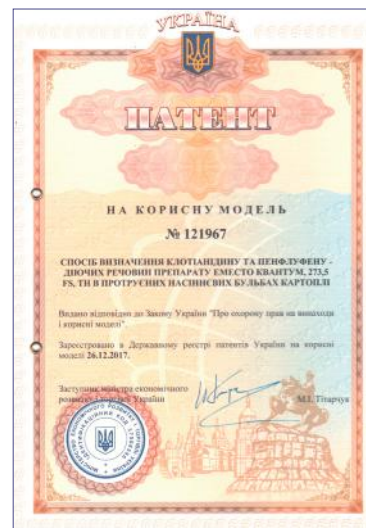 УКРАЇНА
ПАТЕНТ
НА КОРИСНУ МОДЕЛЬ
№ 121967
СПОСІБ ВИЗНАЧЕННЯ КЛОТІАНІДИНУ ТА ПЕНФЛУФЕНУ -
ДІЮЧИХ РЕЧОВИН ПРЕПАРАТУ ЕМЕСТО КВАНТУМ, 273,5
FS, ТН В ПРОТРУЄНИХ НАСІННЄВИХ БУЛЬБАХ КАРТОПЛІ
Видано відповідно до Закону України "Про охорону прав на винаходи
і корисні моделі".
Зареєстровано в Державному реєстрі патентів України на корисні
моделі 26.12.2017.
Заступник міністра економічного
розвитку і торгівлі України
М.І. Тітарчук